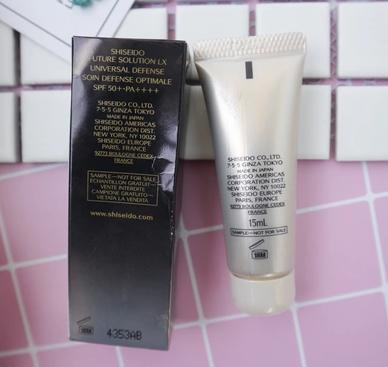 SHISEIDO
FUTURE SOLUTION LX
UNIVERSAL DEFENSE
SOIN DEFENSE OPTIMALE
SPF 50+·PA++++
SHISEIDO CO., LTD.
7-5-5 GINZA TOKYO
MADE IN JAPAN
SHISEIDO AMERICAS
CORPORATION DIST.
NEW YORK, NY 10022
SHISEIDO EUROPE
PARIS, FRANCE
92773 BOULOGNE CEDEX
FRANCE
SAMPLE—NOT FOR SALE
ÉCHANTILLON GRATUIT—
VENTE INTERDITE
CAMPIONE GRATUITO—
VIETATA LA VENDITA
www.shiseido.com
18M
4353AB
SHISEIDO CO., LTD.
7-5-5 GINZA TOKYO
MADE IN JAPAN
SHISEIDO AMERICAS
CORPORATION DIST.
NEW YORK, NY 10022
SHISEIDO EUROPE
PARIS, FRANCE
92773 BOULOGNE CEDEX
FRANCE
15mL
SAMPLE—NOT FOR SALE
18M